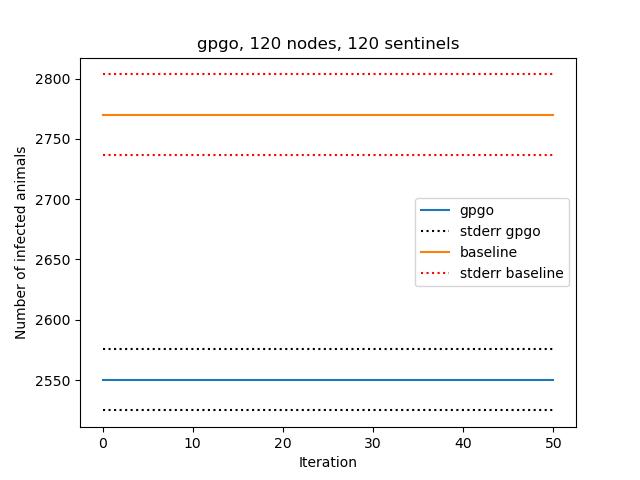 gpgo, 120 nodes, 120 sentinels
Number of infected animals
2800
2750
2700
2650
2600
2550
gpgo
stderr gpgo
baseline
stderr baseline
0 10 20 30 40 50
Iteration